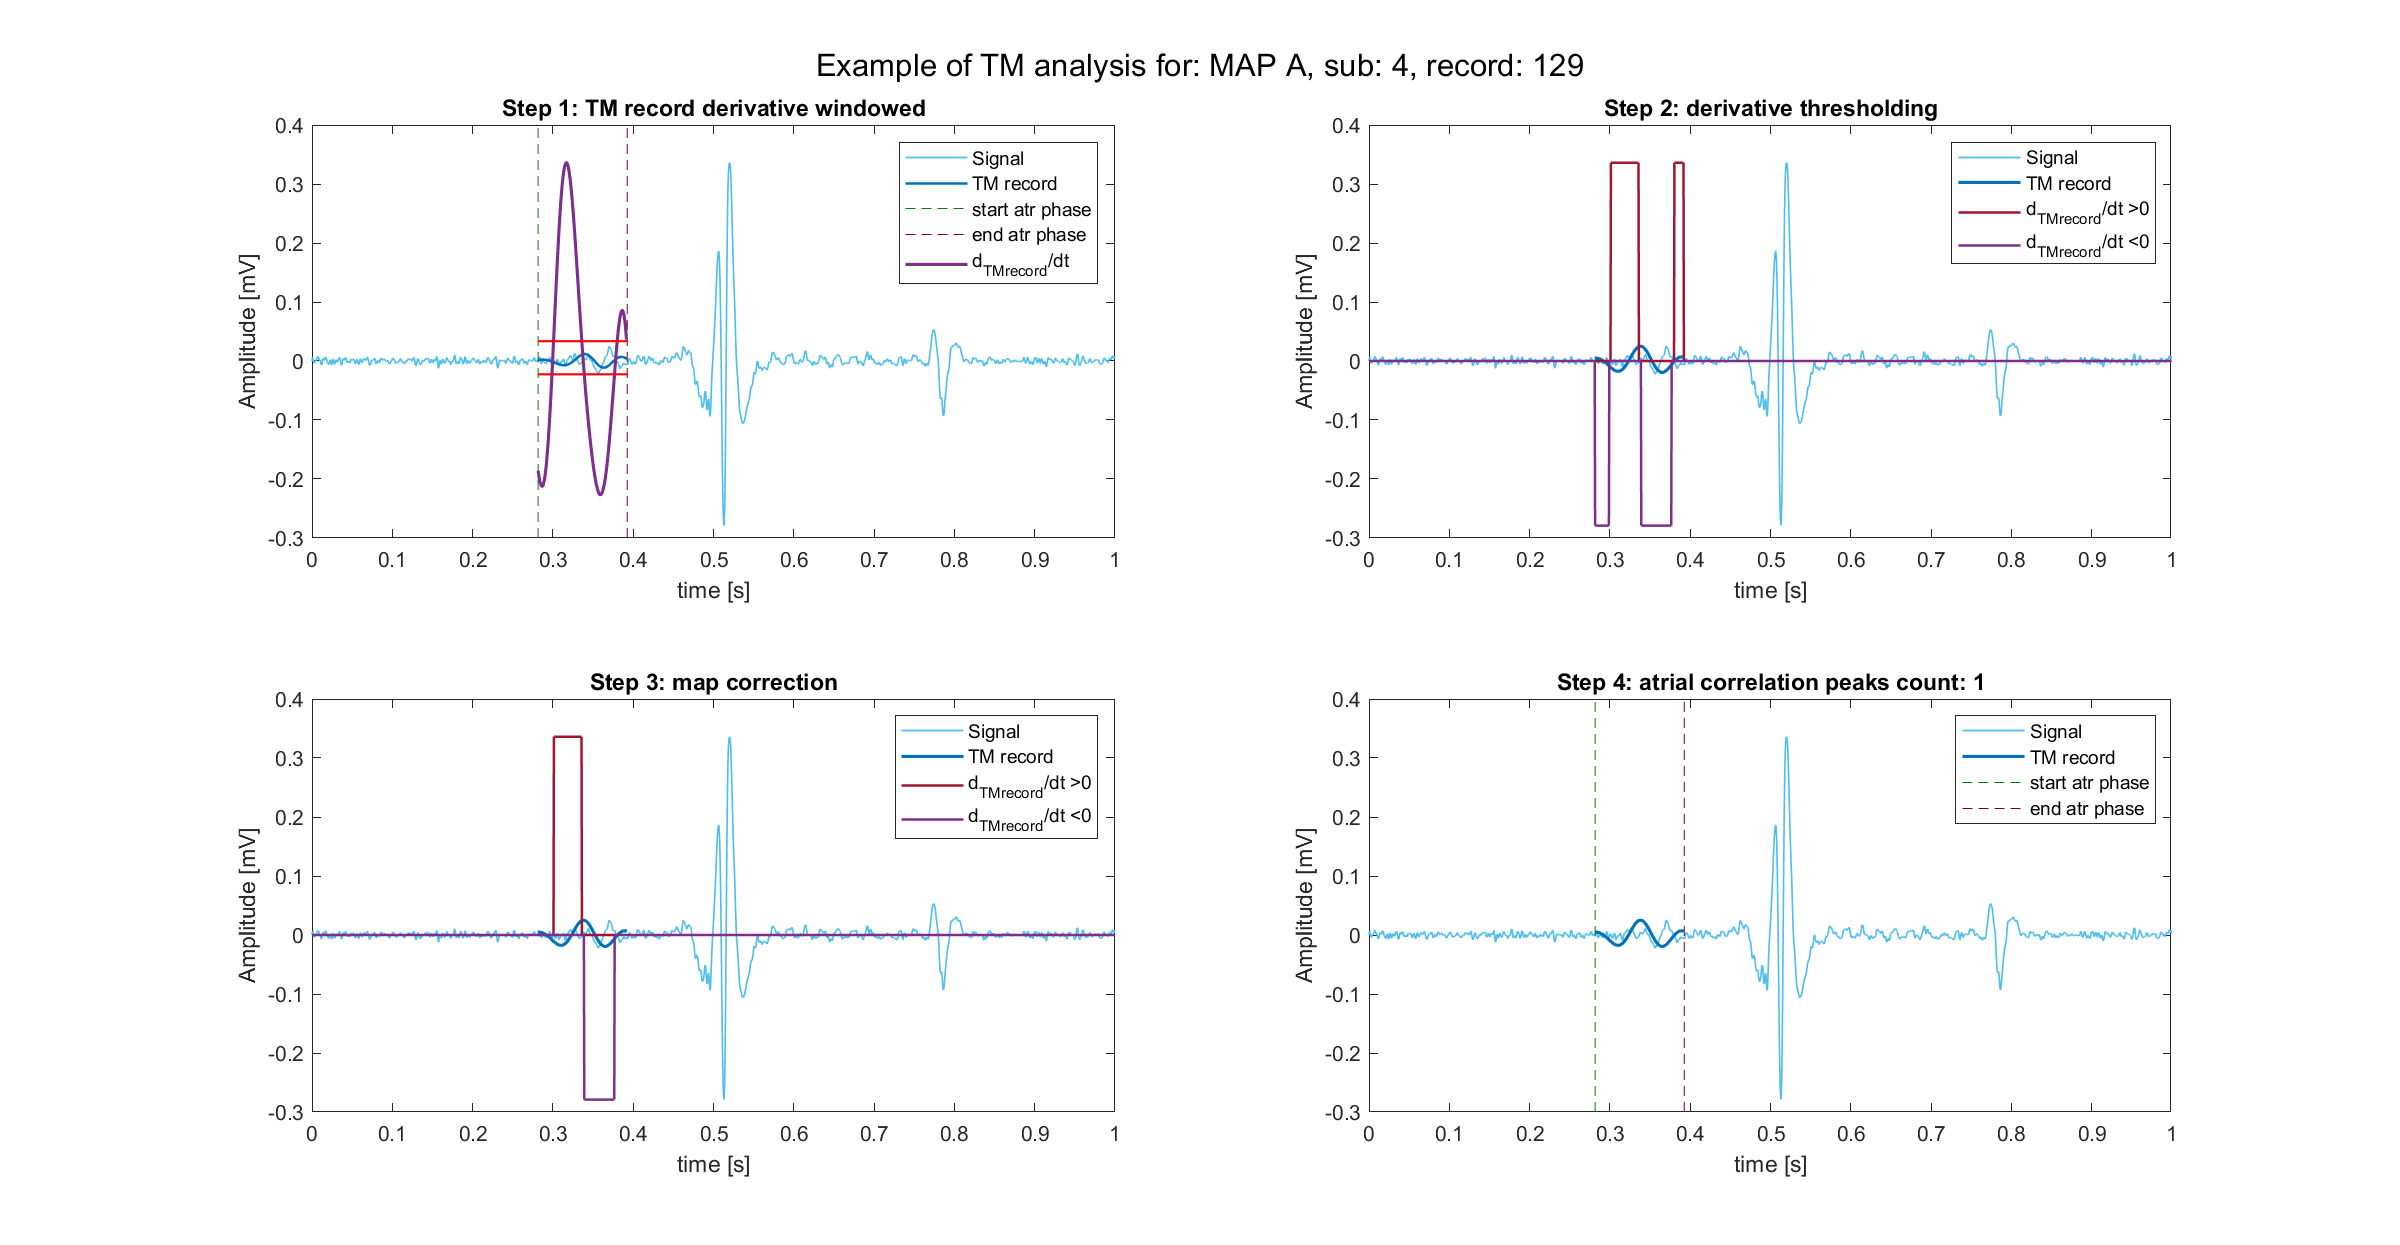 Example of TM analysis for: MAP A, sub: 4, record: 129
Step 1: TM record derivative windowed
0.4
0.3
0.2
0.1
0
-0.1
-0.2
-0.3
Amplitude [mV]
0 0.1 0.2 0.3 0.4 0.5 0.6 0.7 0.8 0.9 1
time [s]
Signal
TM record
start atr phase
end atr phase
dTMrecord/dt
Step 2: derivative thresholding
0.4
0.3
0.2
0.1
0
-0.1
-0.2
-0.3
Amplitude [mV]
0 0.1 0.2 0.3 0.4 0.5 0.6 0.7 0.8 0.9 1
time [s]
Signal
TM record
dTMrecord/dt >0
dTMrecord/dt <0
Step 3: map correction
0.4
0.3
0.2
0.1
0
-0.1
-0.2
-0.3
Amplitude [mV]
0 0.1 0.2 0.3 0.4 0.5 0.6 0.7 0.8 0.9 1
time [s]
Signal
TM record
dTMrecord/dt >0
dTMrecord/dt <0
Step 4: atrial correlation peaks count: 1
0.4
0.3
0.2
0.1
0
-0.1
-0.2
-0.3
Amplitude [mV]
0 0.1 0.2 0.3 0.4 0.5 0.6 0.7 0.8 0.9 1
time [s]
Signal
TM record
start atr phase
end atr phase